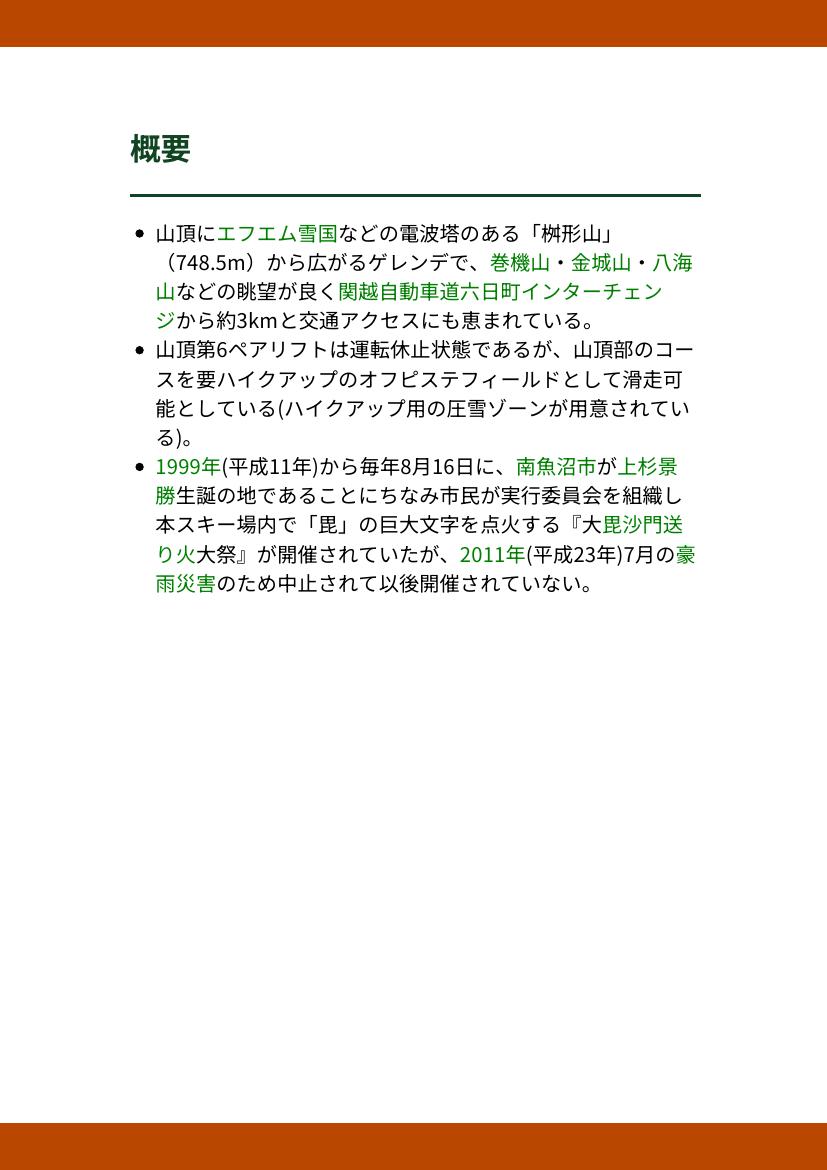 概要
山頂にエフエム雪国などの電波塔のある「桝形山」
（748.5m）から広がるゲレンデで、巻機山・金城山・八海
山などの眺望が良く関越自動車道六日町インターチェン
ジから約3kmと交通アクセスにも恵まれている。
山頂第6ペアリフトは運転休止状態であるが、山頂部のコー
スを要ハイクアップのオフピステフィールドとして滑走可
能としている(ハイクアップ用の圧雪ゾーンが用意されてい
る)。
1999年(平成11年)から毎年8月16日に、南魚沼市が上杉景
勝生誕の地であることにちなみ市民が実行委員会を組織し
本スキー場内で「毘」の巨大文字を点火する『大毘沙門送
り火大祭』が開催されていたが、2011年(平成23年)7月の豪
雨災害のため中止されて以後開催されていない。